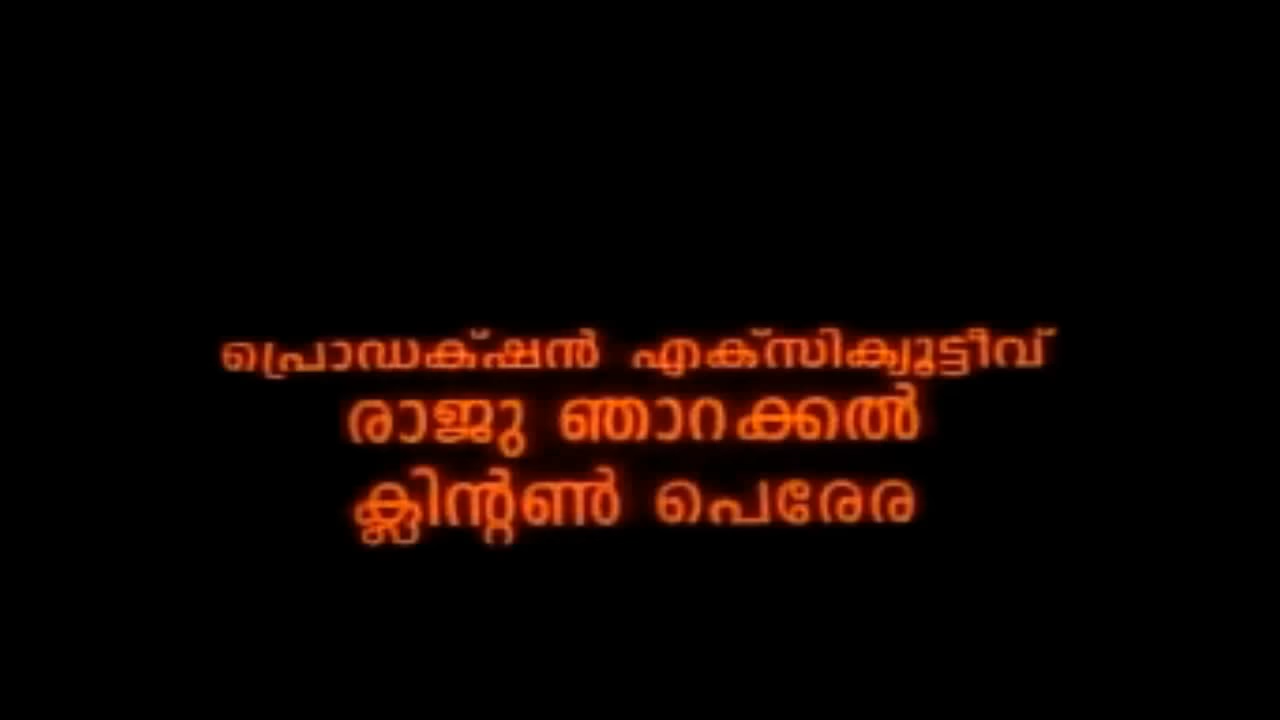 പ്രൊഡക്ഷൻ എക്സിക്യൂട്ടീവ്
രാജു ഞാറക്കൽ
ക്ലിന്റൺ പെരേര